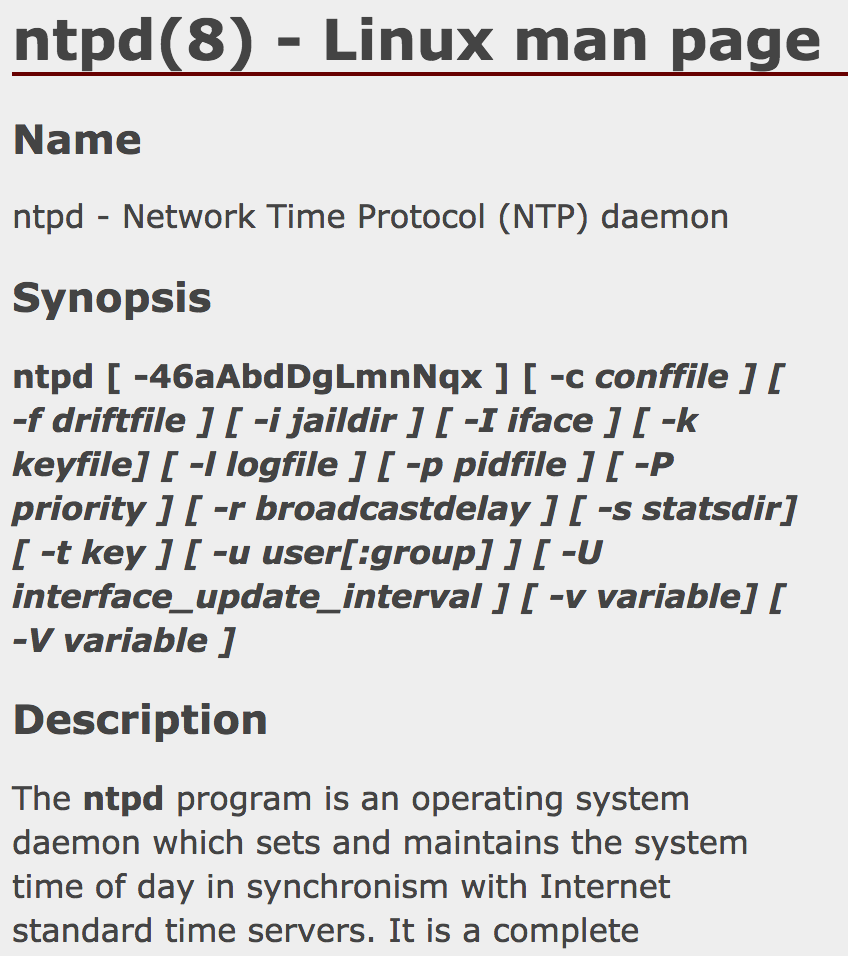 ntpd(8) - Linux man page
Name
ntpd - Network Time Protocol (NTP) daemon
Synopsis
ntpd [ -46aAbdDgLmnNqx ] [ -c conffile ] [
-f driftfile ] [ -i jaildir ] [ -I iface ] [ -k
keyfile] [ -l logfile ] [ -p pidfile ] [ -P
priority ] [ -r broadcastdelay ] [ -s statsdir]
[ -t key ] [ -u user[:group] ] [ -U
interface_update_interval ] [ -v variable] [
-V variable ]
Description
The ntpd program is an operating system
daemon which sets and maintains the system
time of day in synchronism with Internet
standard time servers. It is a complete